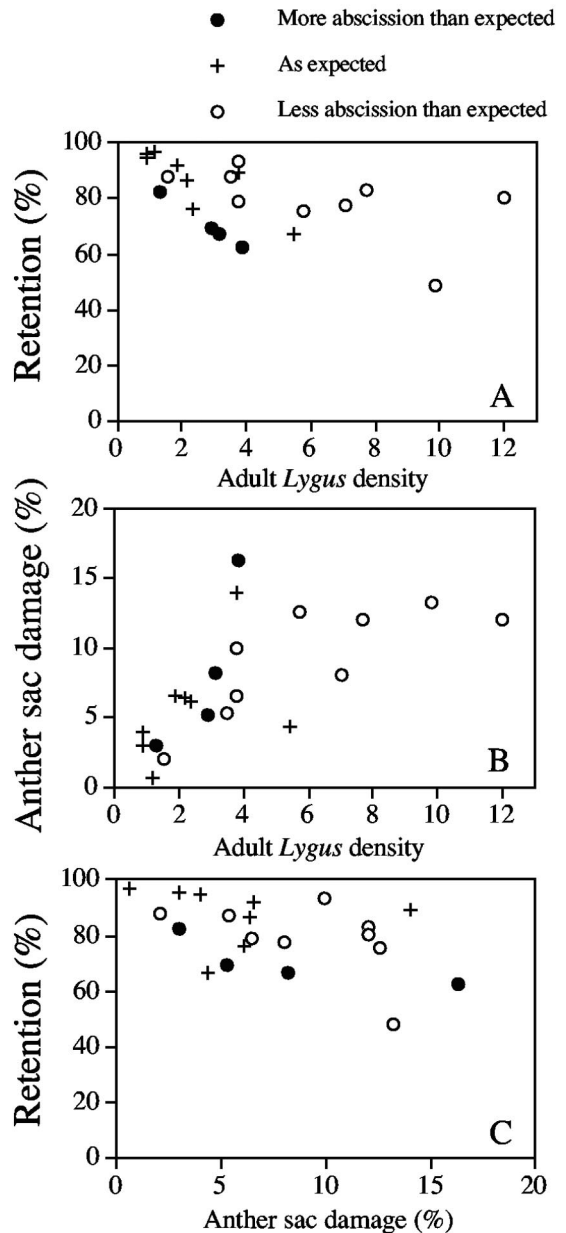 More abscission than expected
As expected
Less abscission than expected
100
80
60
40
20
0
Retention (%)
A
0 2 4 6 8 10 12
Adult Lygus density
20
15
10
5
0
Anther sac damage (%)
B
0 2 4 6 8 10 12
Adult Lygus density
100
80
60
40
20
0
Retention (%)
C
0 5 10 15 20
Anther sac damage (%)